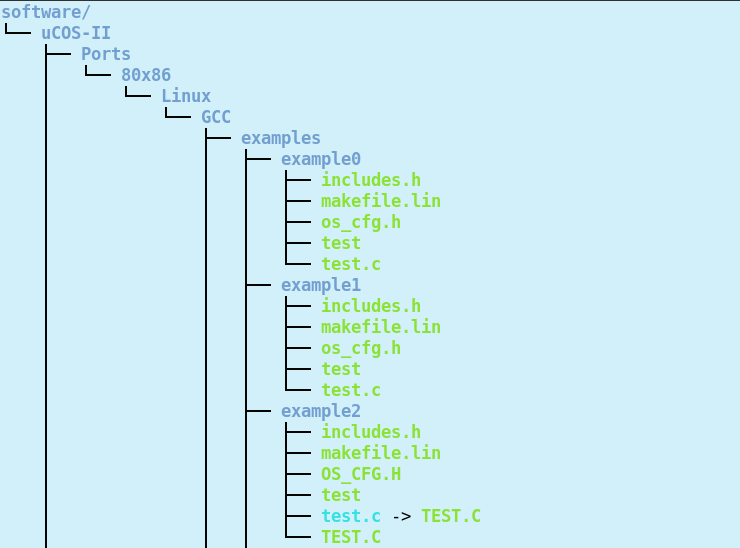 software/
uCOS-II
Ports
80x86
Linux
GCC
examples
example0
includes.h
makefile.lin
os_cfg.h
test
test.c
example1
includes.h
makefile.lin
os_cfg.h
test
test.c
example2
includes.h
makefile.lin
OS_CFG.H
test
test.c -> TEST.C
TEST.C